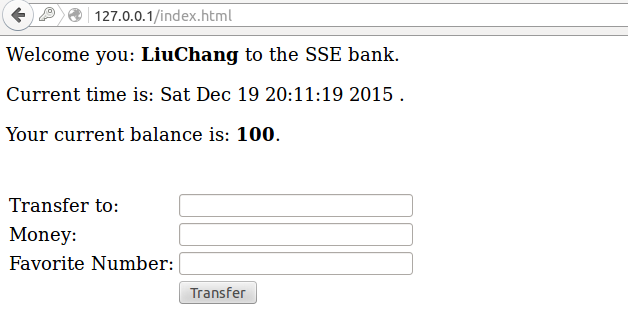 127.0.0.1/index.html
Welcome you: LiuChang to the SSE bank.
Current time is: Sat Dec 19 20:11:19 2015 .
Your current balance is: 100.
Transfer to:
Money:
Favorite Number:
Transfer